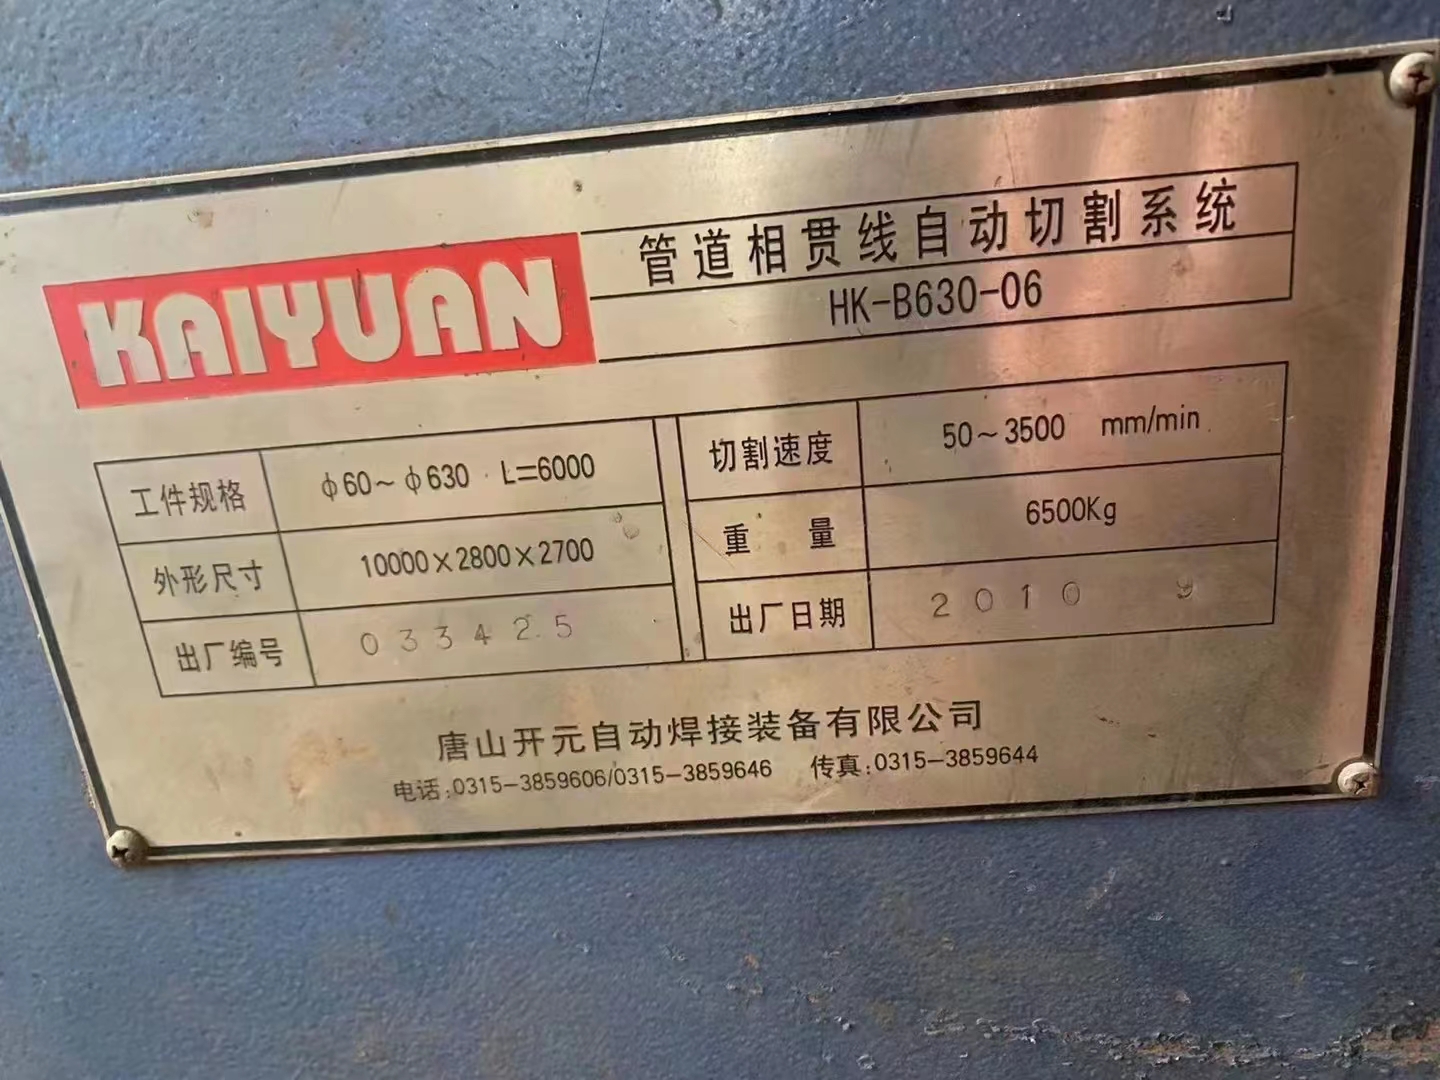 KAIYUAN
管道相贯线自动切割系统
HK-B630-06
工件规格 ф60~ф630 L=6000
切割速度 50~3500 mm/min
外形尺寸 10000×2800×2700
重 量 6500Kg
出厂编号 033425
出厂日期 2010 9
唐山开元自动焊接装备有限公司
电话:0315-3859606/0315-3859646 传真:0315-3859644